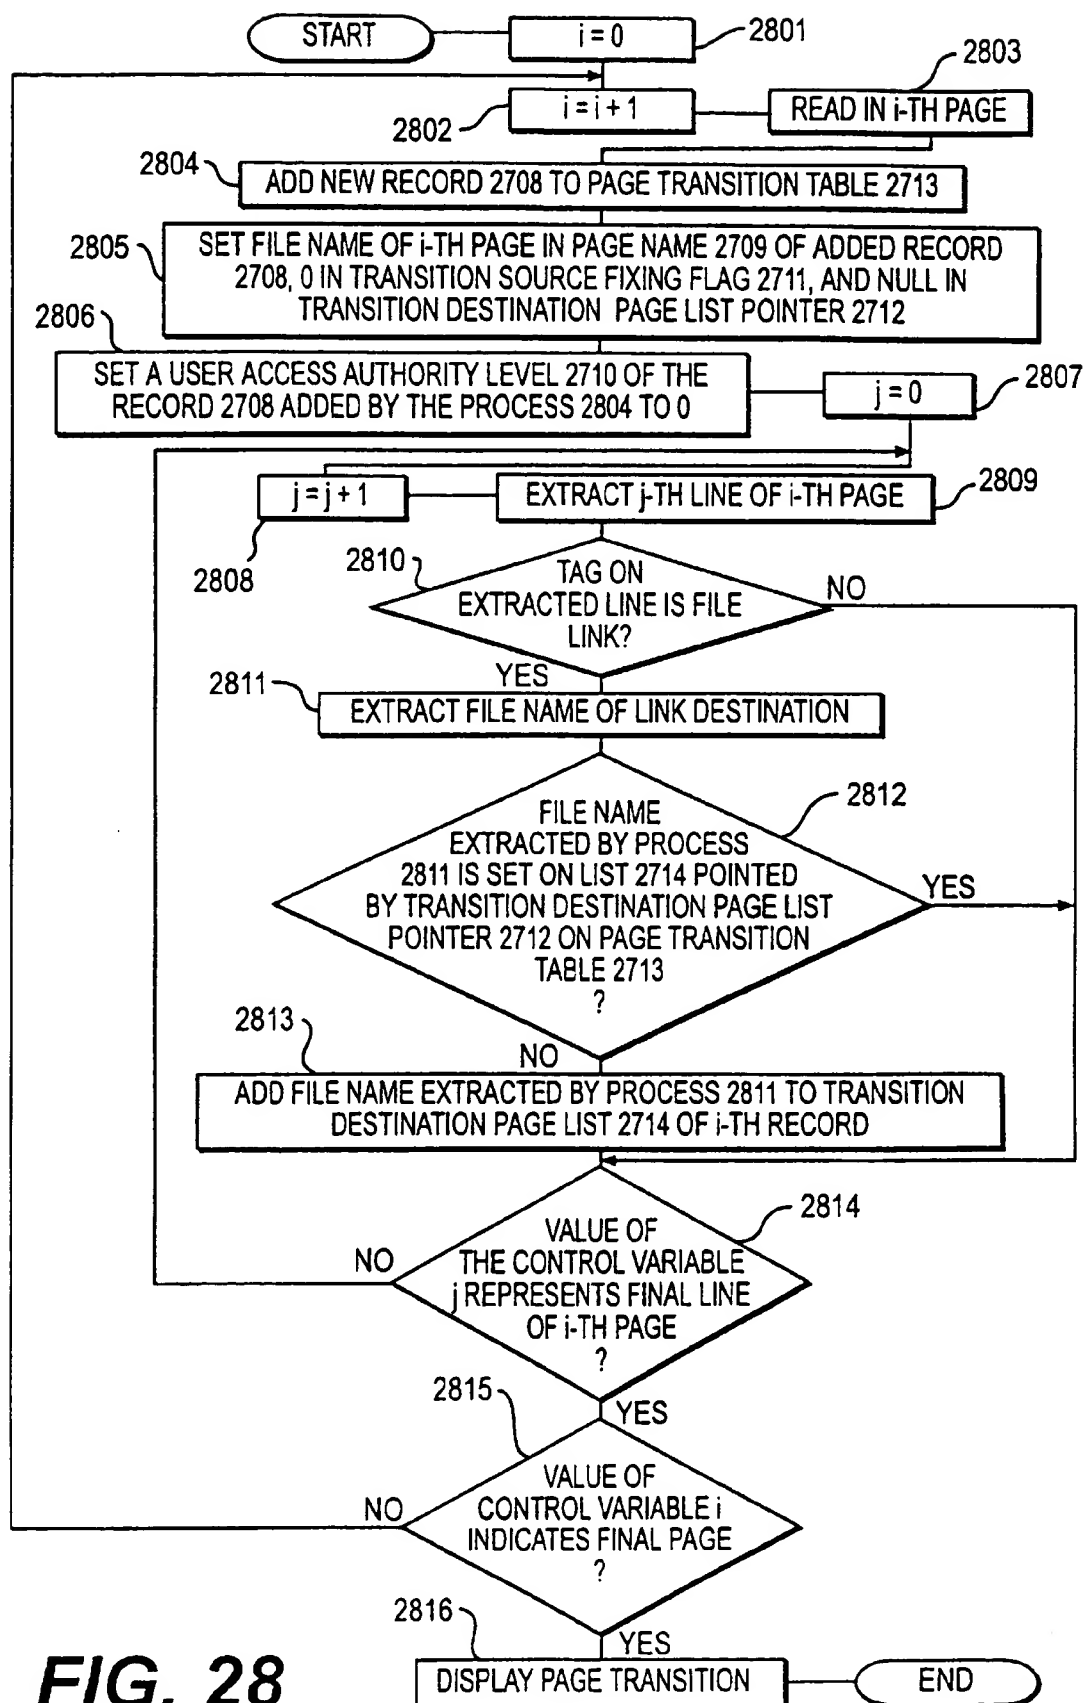 START
i = 0
2801
2802
i = i + 1
2803
READ IN i-TH PAGE
2804
ADD NEW RECORD 2708 TO PAGE TRANSITION TABLE 2713
2805
SET FILE NAME OF i-TH PAGE IN PAGE NAME 2709 OF ADDED RECORD
2708, 0 IN TRANSITION SOURCE FIXING FLAG 2711, AND NULL IN
TRANSITION DESTINATION PAGE LIST POINTER 2712
2806
SET A USER ACCESS AUTHORITY LEVEL 2710 OF THE
RECORD 2708 ADDED BY THE PROCESS 2804 TO 0
j = 0
2807
j = j + 1
2808
EXTRACT j-TH LINE OF i-TH PAGE
2809
2810
TAG ON
EXTRACTED LINE IS FILE
LINK?
NO
YES
2811
EXTRACT FILE NAME OF LINK DESTINATION
2812
FILE NAME
EXTRACTED BY PROCESS
2811 IS SET ON LIST 2714 POINTED
BY TRANSITION DESTINATION PAGE LIST
POINTER 2712 ON PAGE TRANSITION
TABLE 2713
?
YES
NO
2813
ADD FILE NAME EXTRACTED BY PROCESS 2811 TO TRANSITION
DESTINATION PAGE LIST 2714 OF i-TH RECORD
2814
VALUE OF
THE CONTROL VARIABLE
j REPRESENTS FINAL LINE
OF i-TH PAGE
?
NO
YES
2815
VALUE OF
CONTROL VARIABLE i
INDICATES FINAL PAGE
?
NO
YES
2816
DISPLAY PAGE TRANSITION
END
FIG. 28